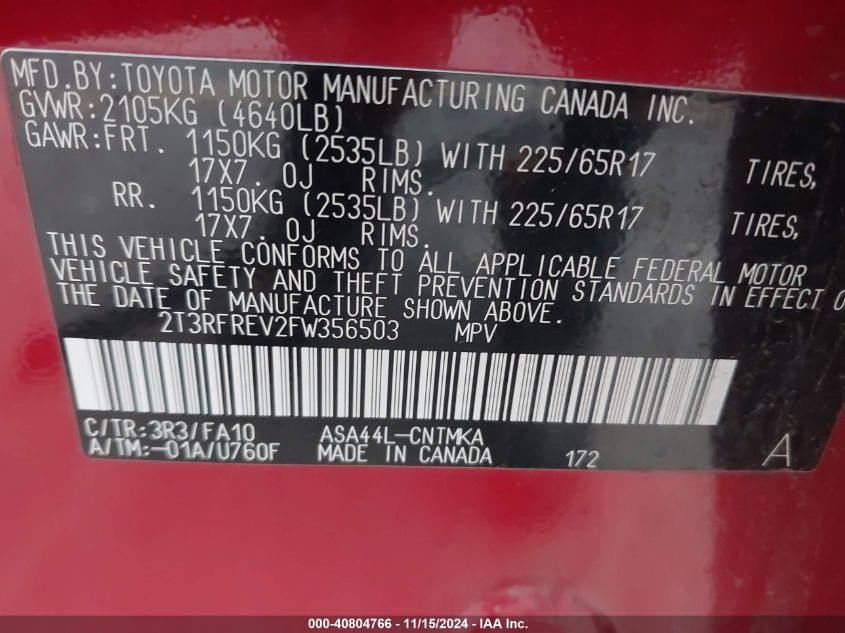 MFD.BY:TOYOTA MOTOR MANUFACTURING CANADA INC.
GVWR:2105KG (4640LB)
GAWR:FRT. 1150KG (2535LB) WITH 225/65R17 TIRES,
17X7.0J RIMS.
RR. 1150KG (2535LB) WITH 225/65R17 TIRES,
17X7.0J RIMS.
THIS VEHICLE CONFORMS TO ALL APPLICABLE FEDERAL MOTOR
VEHICLE SAFETY AND THEFT PREVENTION STANDARDS IN EFFECT O
THE DATE OF MANUFACTURE SHOWN ABOVE.
2T3RFREV2FW356503 MPV
C/TR:3R3/FA10 ASA44L-CNTMKA
A/TM:-01A/U760F MADE IN CANADA 172 A
000-40804766 - 11/15/2024 - IAA Inc.